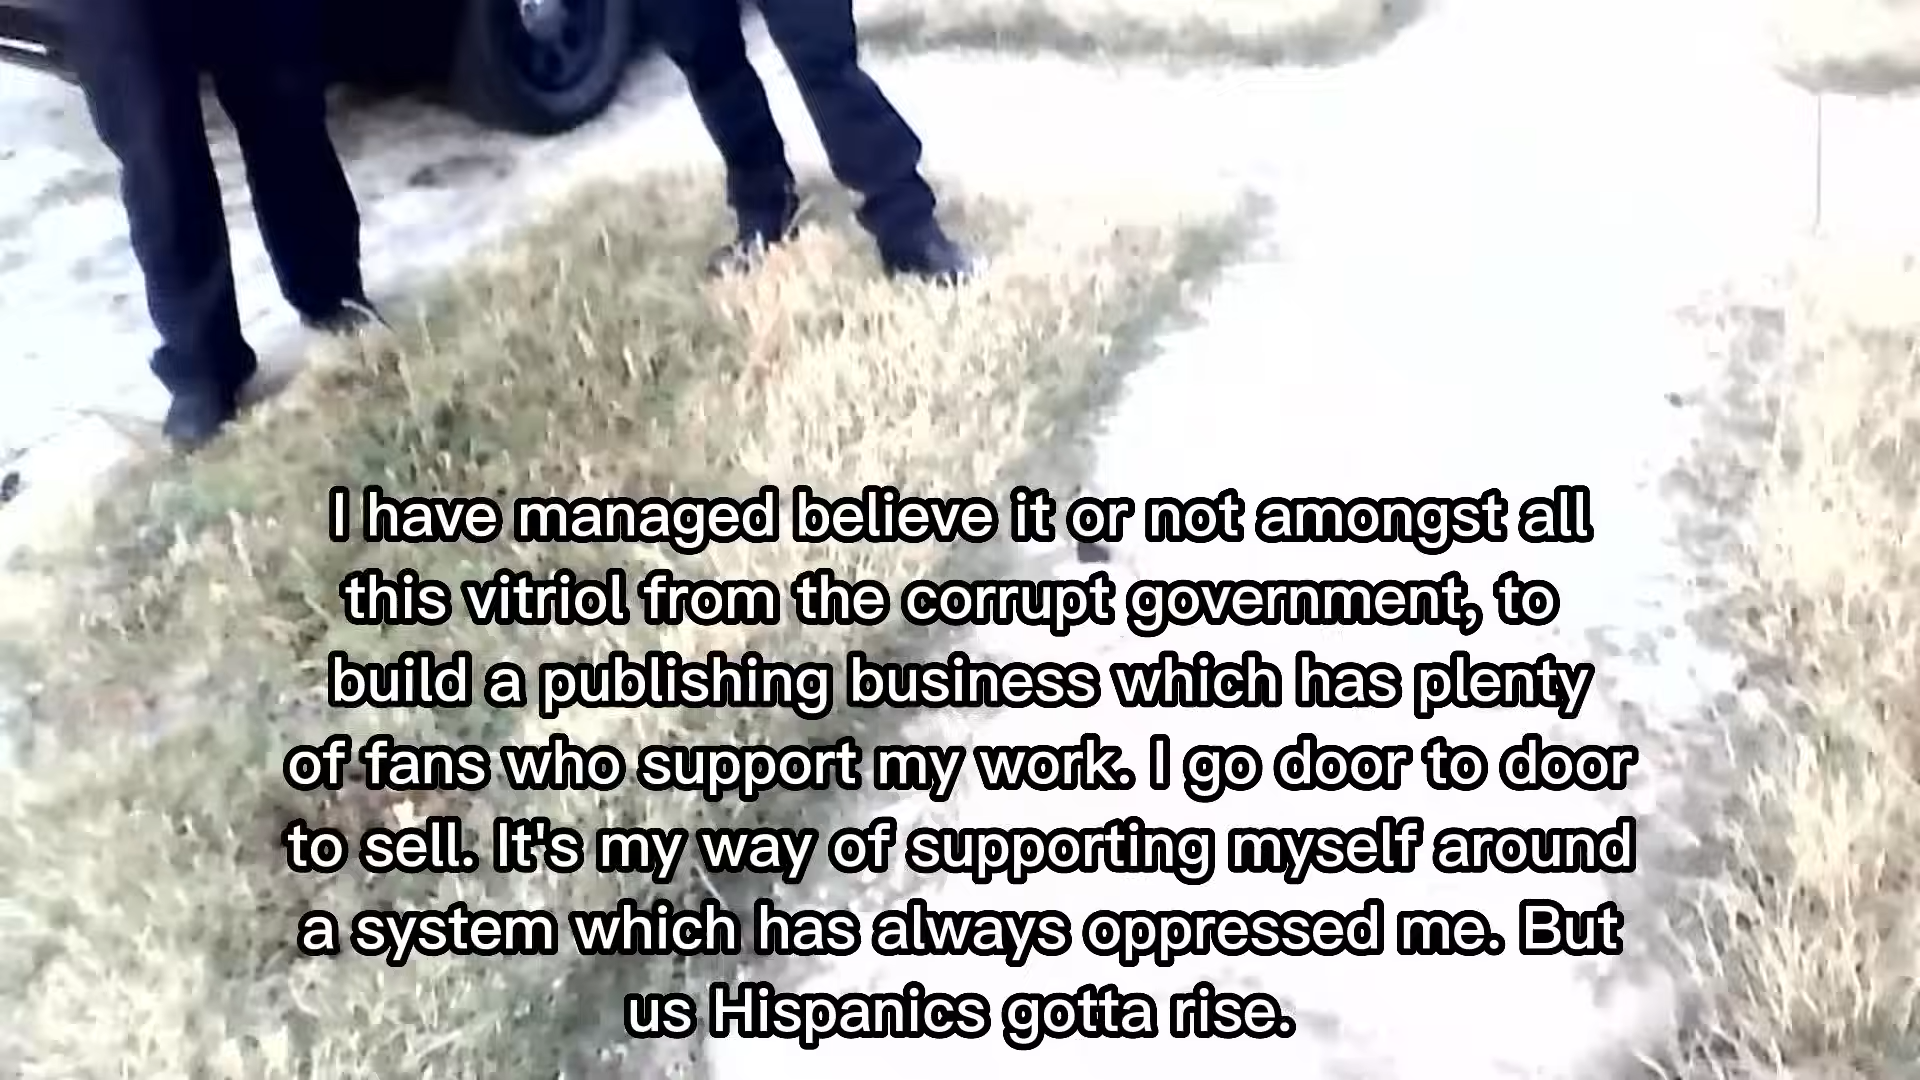 I have managed believe it or not amongst all
this vitriol from the corrupt government, to
build a publishing business which has plenty
of fans who support my work. I go door to door
to sell. It's my way of supporting myself around
a system which has always oppressed me. But
us Hispanics gotta rise.